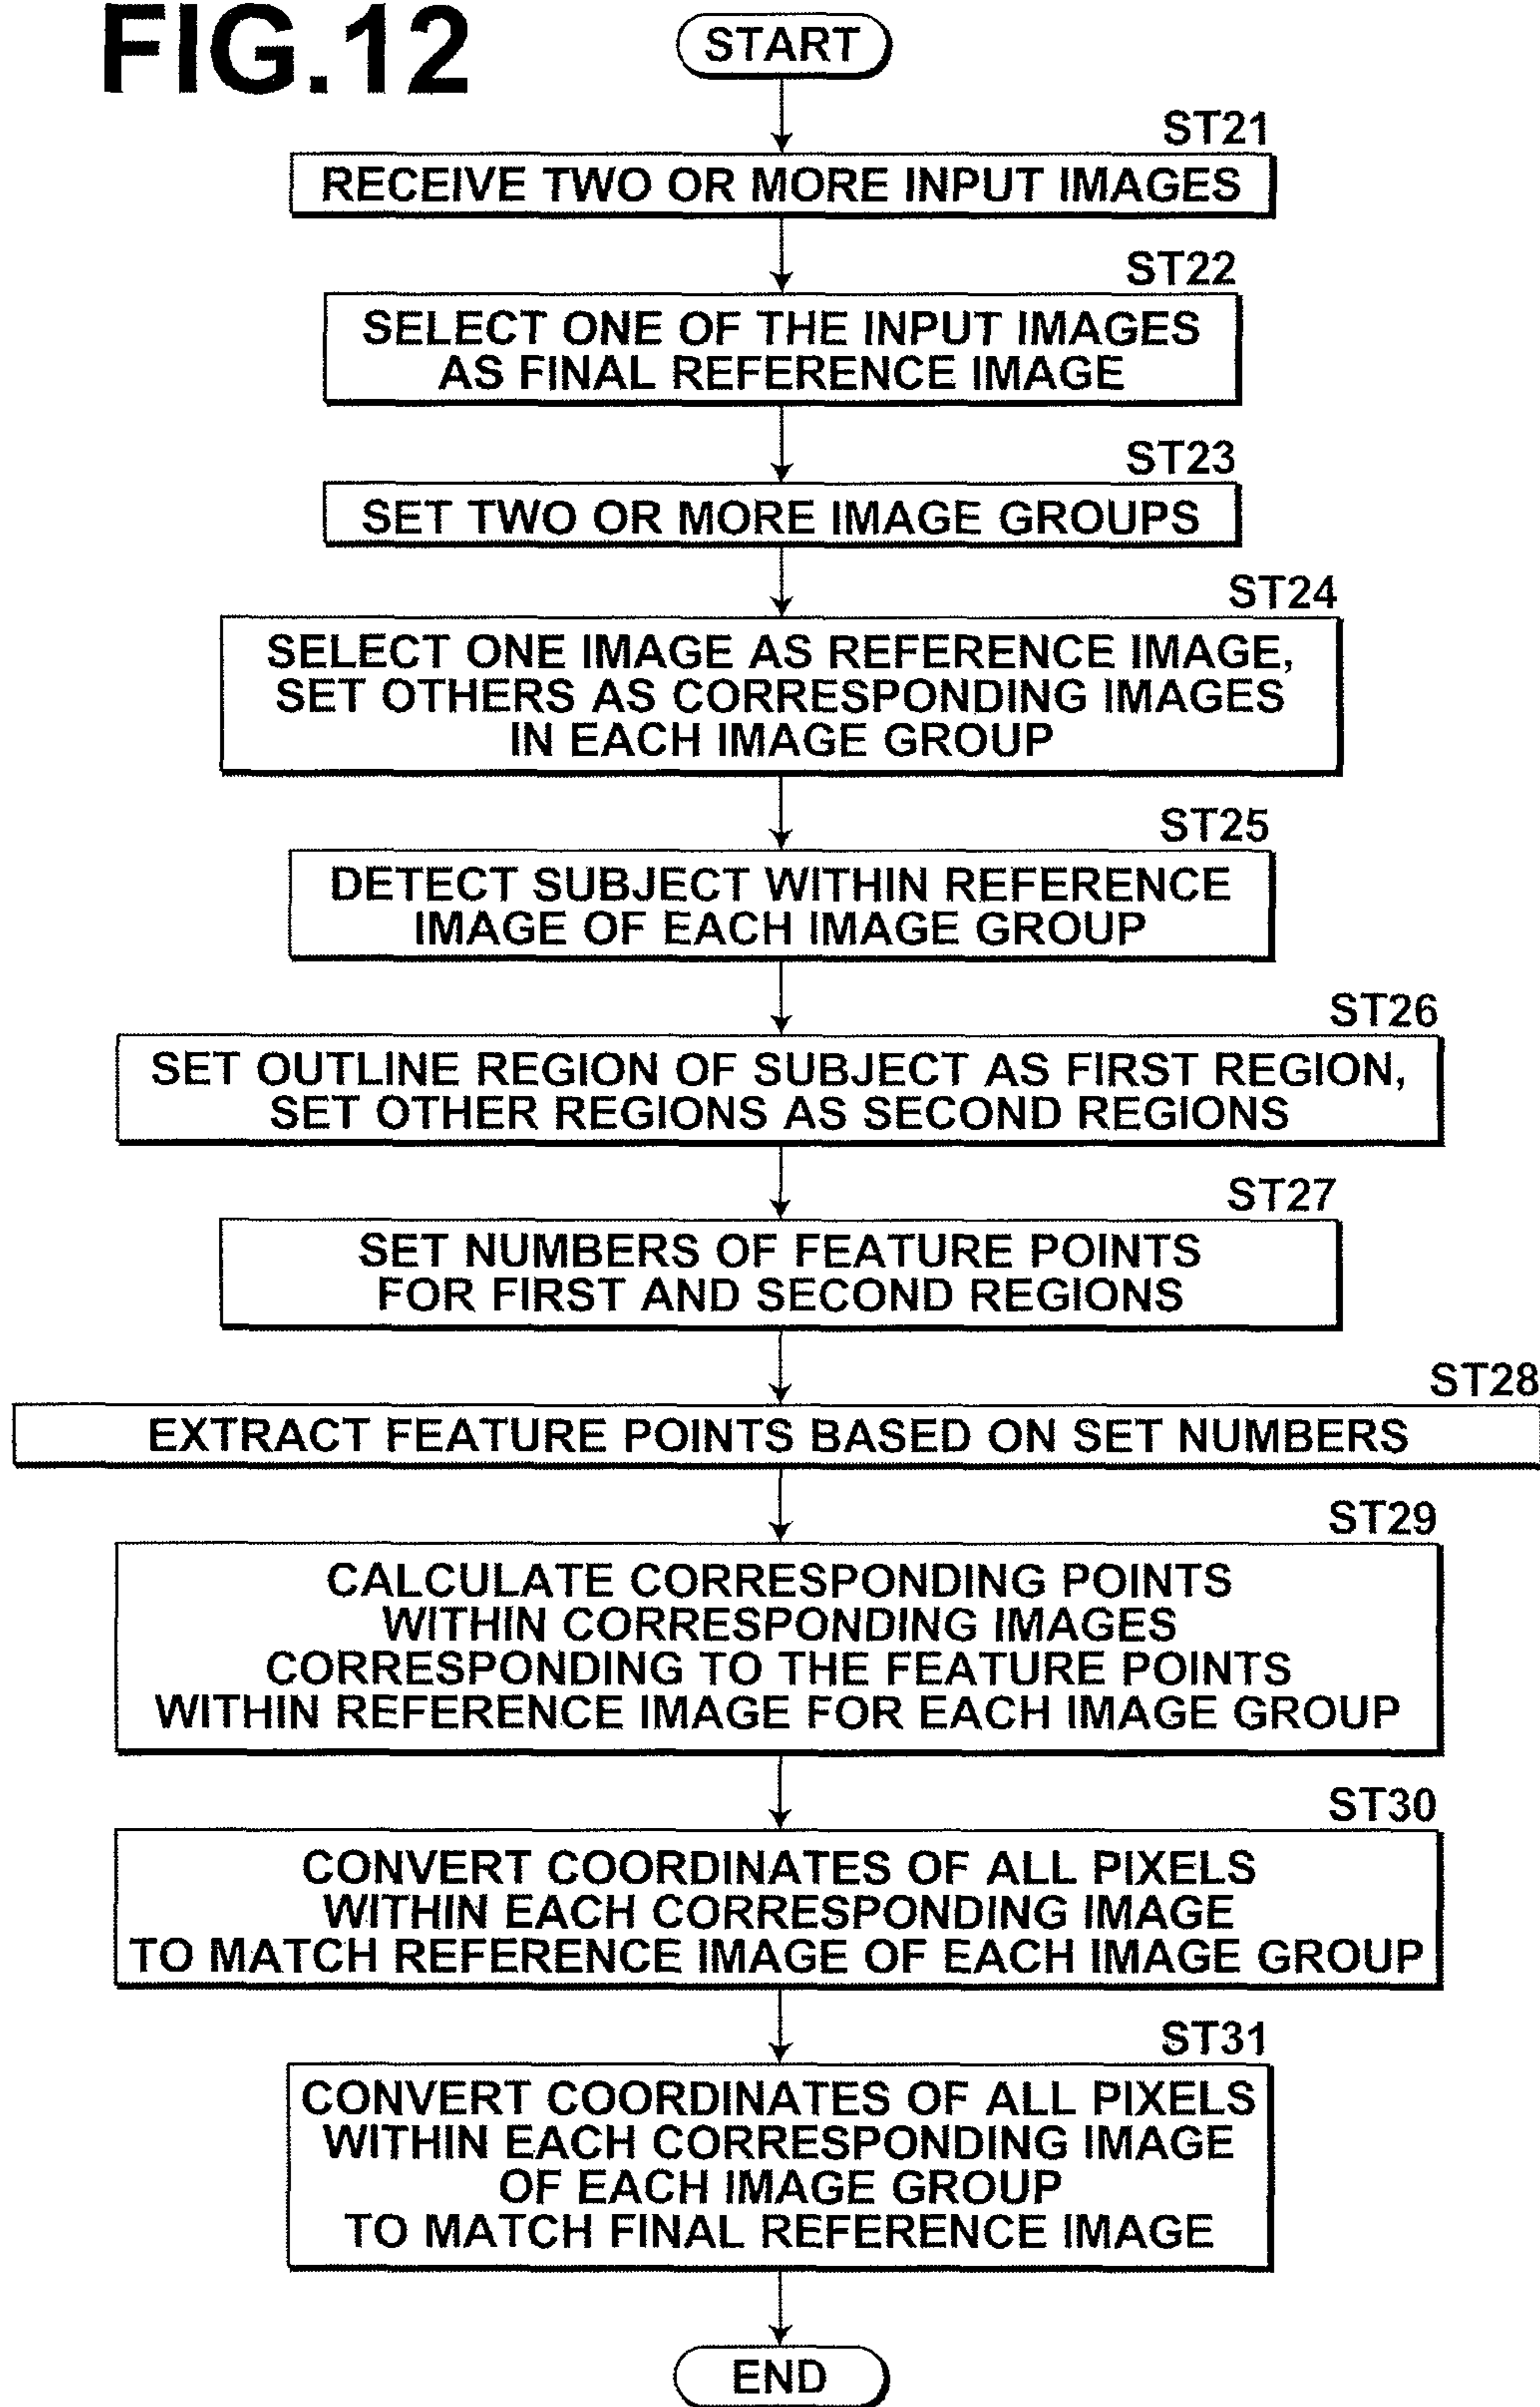 FIG.12
START
ST21
RECEIVE TWO OR MORE INPUT IMAGES
ST22
SELECT ONE OF THE INPUT IMAGES
AS FINAL REFERENCE IMAGE
ST23
SET TWO OR MORE IMAGE GROUPS
ST24
SELECT ONE IMAGE AS REFERENCE IMAGE,
SET OTHERS AS CORRESPONDING IMAGES
IN EACH IMAGE GROUP
ST25
DETECT SUBJECT WITHIN REFERENCE
IMAGE OF EACH IMAGE GROUP
ST26
SET OUTLINE REGION OF SUBJECT AS FIRST REGION,
SET OTHER REGIONS AS SECOND REGIONS
ST27
SET NUMBERS OF FEATURE POINTS
FOR FIRST AND SECOND REGIONS
ST28
EXTRACT FEATURE POINTS BASED ON SET NUMBERS
ST29
CALCULATE CORRESPONDING POINTS
WITHIN CORRESPONDING IMAGES
CORRESPONDING TO THE FEATURE POINTS
WITHIN REFERENCE IMAGE FOR EACH IMAGE GROUP
ST30
CONVERT COORDINATES OF ALL PIXELS
WITHIN EACH CORRESPONDING IMAGE
TO MATCH REFERENCE IMAGE OF EACH IMAGE GROUP
ST31
CONVERT COORDINATES OF ALL PIXELS
WITHIN EACH CORRESPONDING IMAGE
OF EACH IMAGE GROUP
TO MATCH FINAL REFERENCE IMAGE
END